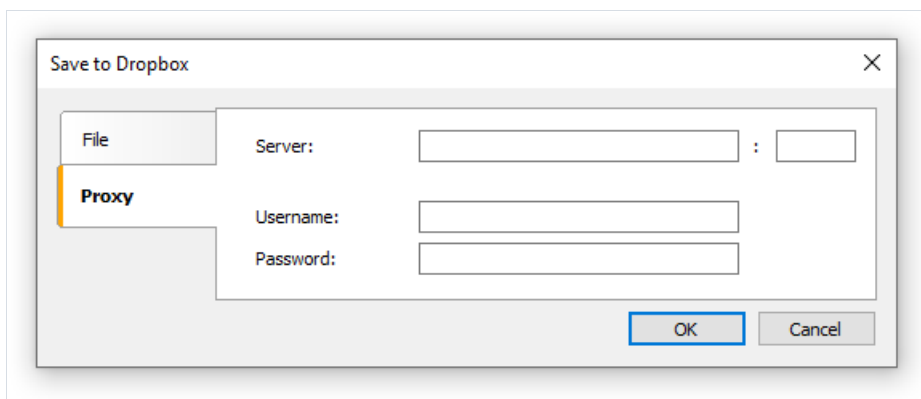 Save to Dropbox
File
Proxy
Server: :
Username:
Password:
OK Cancel